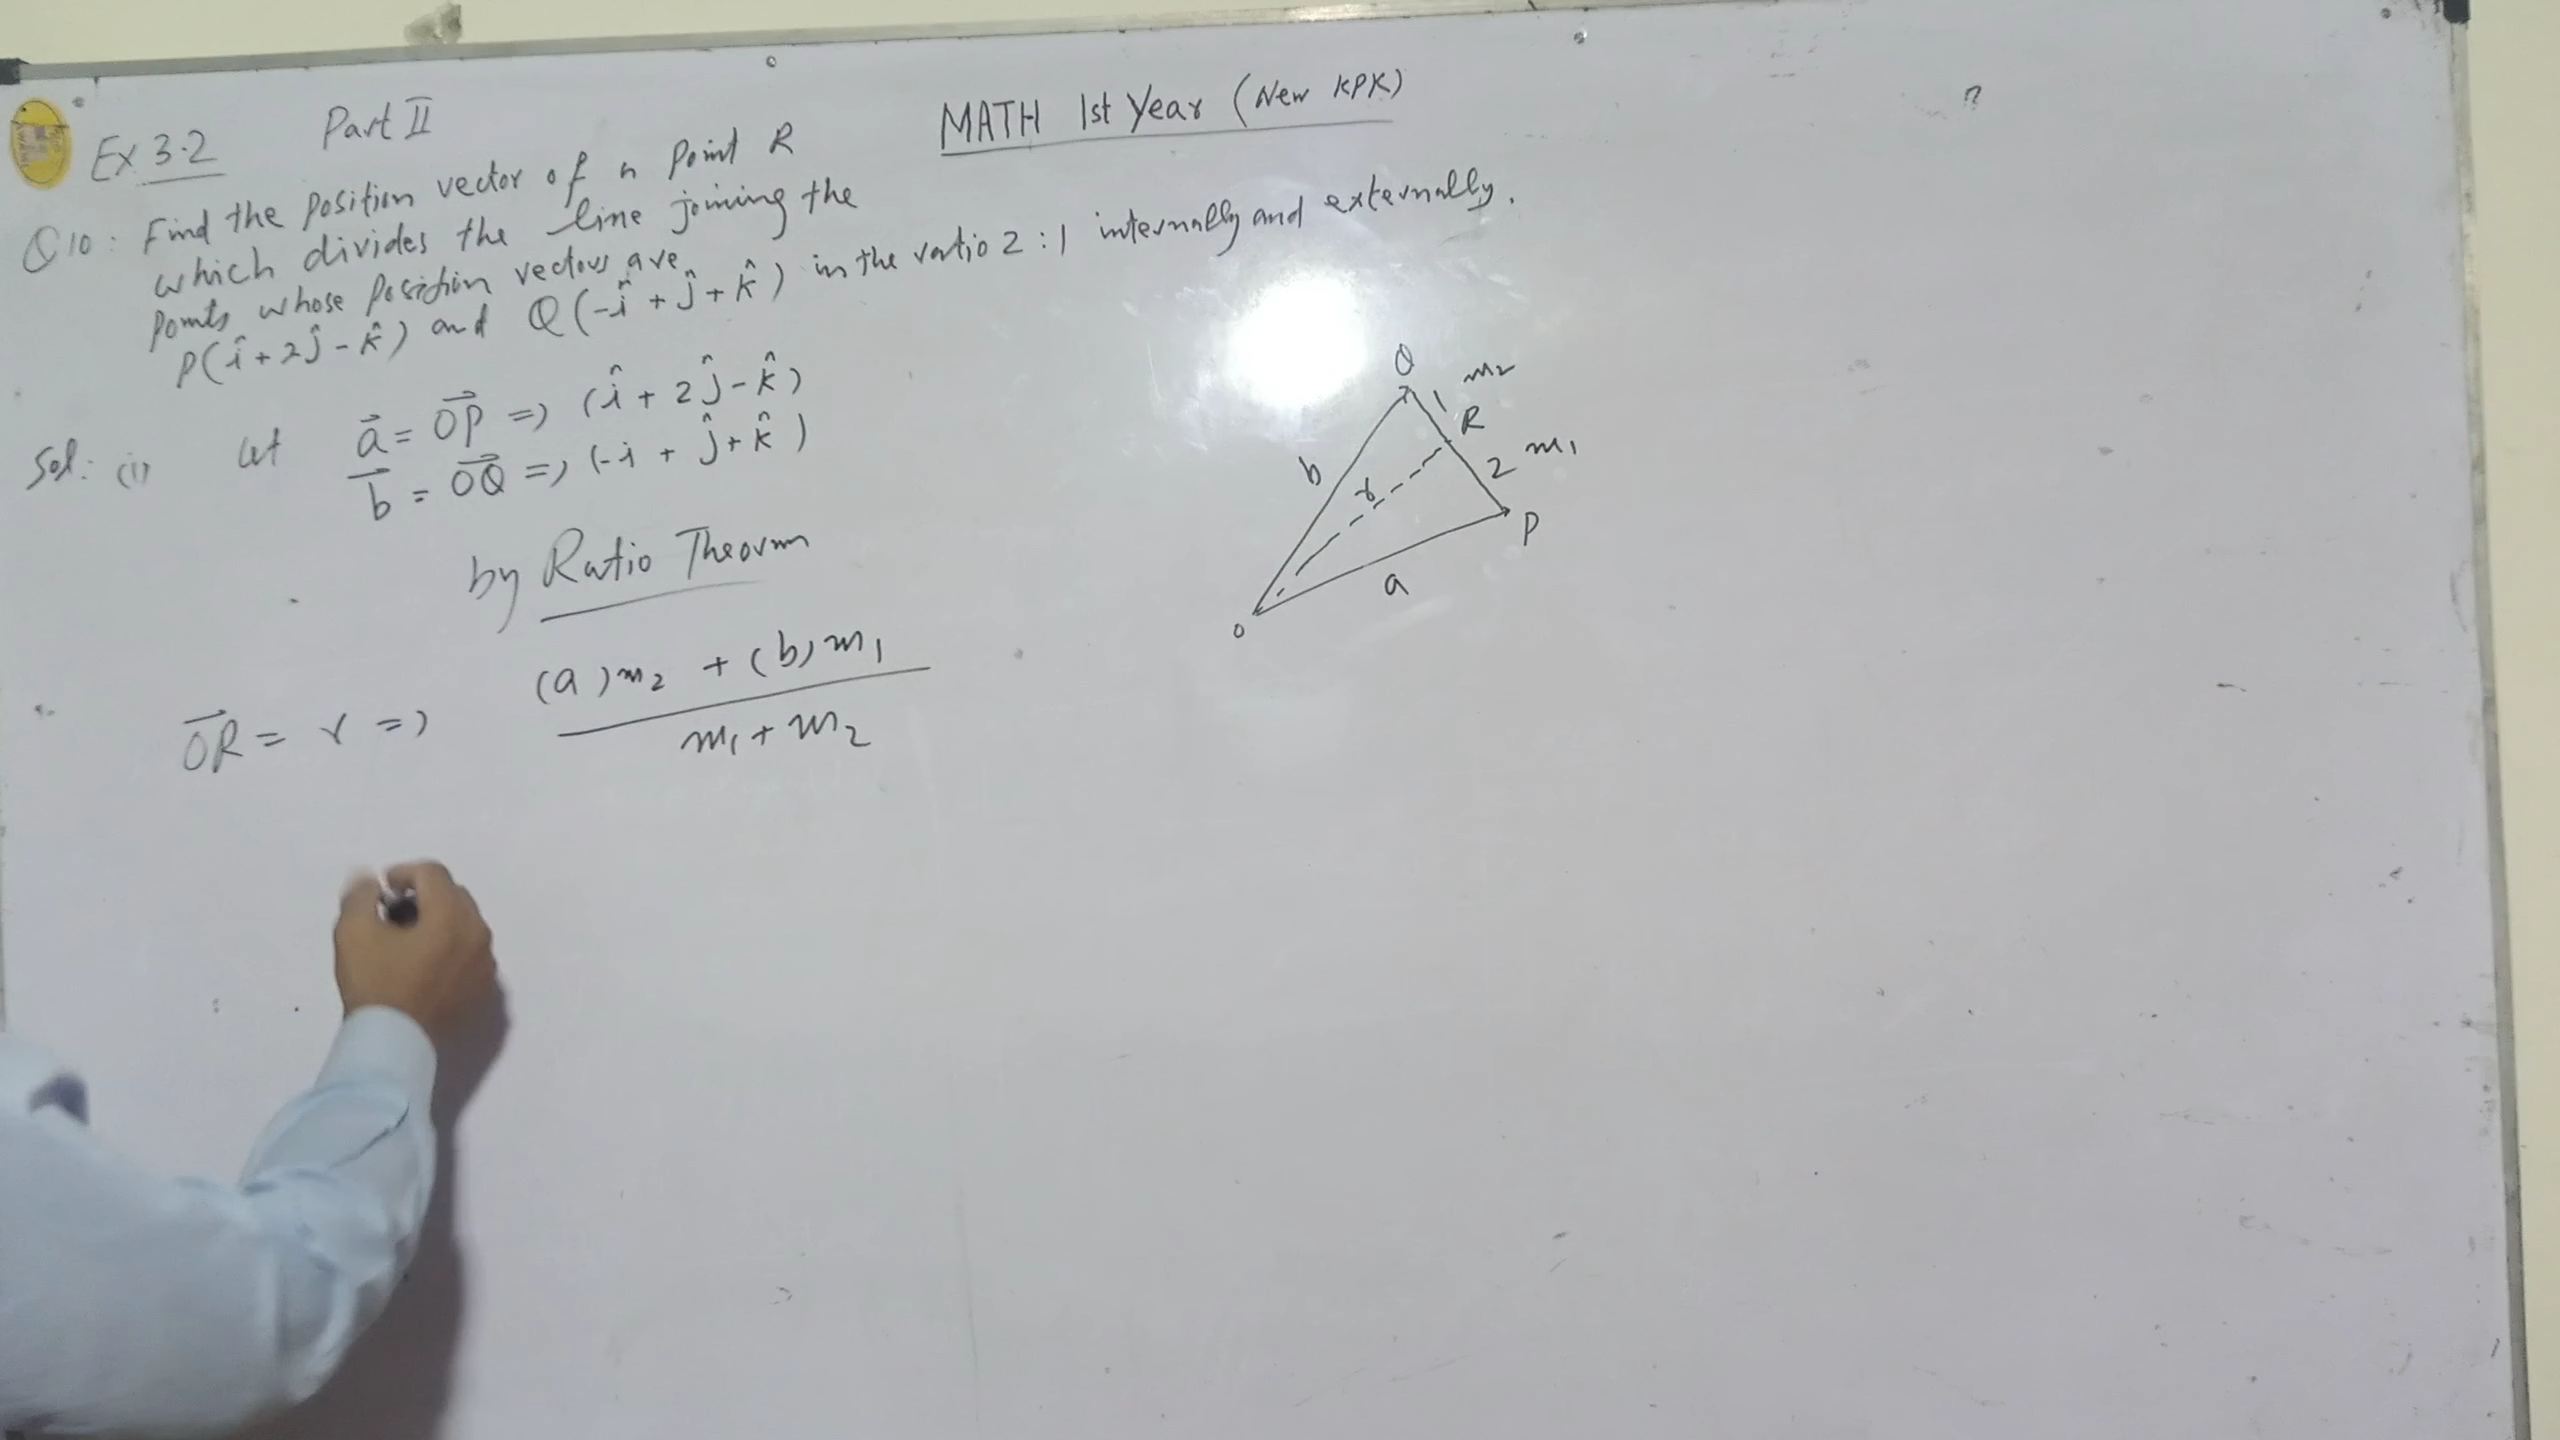 Ex 3.2
Part II
MATH 1st Year (New KPK)
Q10: Find the position vector of a point R
which divides the line joining the
points whose position vectors are
P(î + 2ĵ - k̂) and Q(-î + ĵ + k̂) in the ratio 2:1 internally and externally.
Sol: (i) let a⃗ = OP⃗ => (î + 2ĵ - k̂)
b⃗ = OQ⃗ => (-i + ĵ + k̂)
by Ratio Theorm
OR⃗ = r => (a)m₂ + (b)m₁
m₁ + m₂
Q
1 m₂
R
2 m₁
b
r
P
a
O